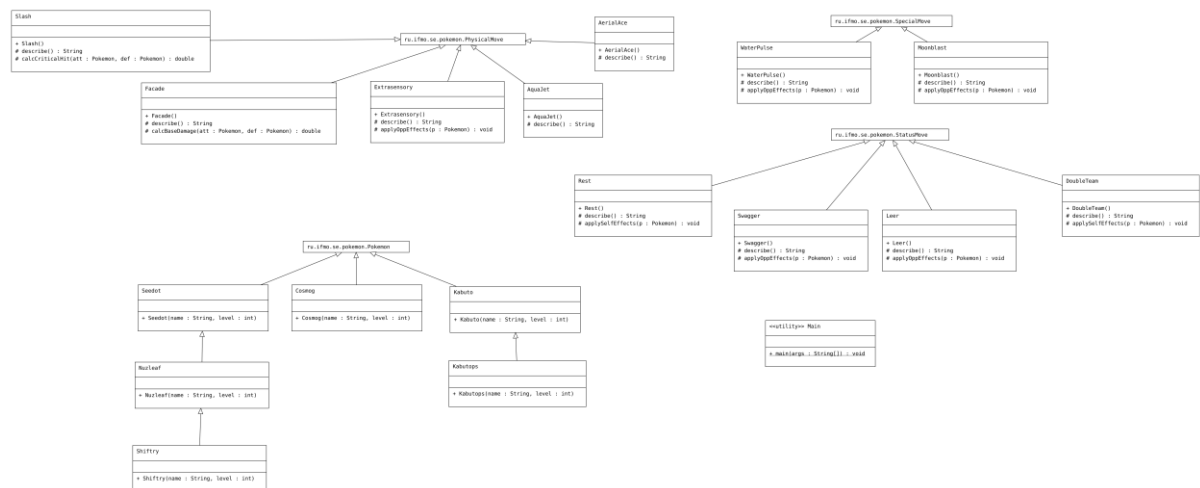 Slash
+ Slash()
# describe() : String
# calcCriticalHit(att : Pokemon, def : Pokemon) : double
ru.ifmo.se.pokemon.PhysicalMove
AerialAce
+ AerialAce()
# describe() : String
Facade
+ Facade()
# describe() : String
# calcBaseDamage(att : Pokemon, def : Pokemon) : double
Extrasensory
+ Extrasensory()
# describe() : String
# applyOppEffects(p : Pokemon) : void
AquaJet
+ AquaJet()
# describe() : String
ru.ifmo.se.pokemon.SpecialMove
WaterPulse
+ WaterPulse()
# describe() : String
# applyOppEffects(p : Pokemon) : void
Moonblast
+ Moonblast()
# describe() : String
# applyOppEffects(p : Pokemon) : void
ru.ifmo.se.pokemon.StatusMove
Rest
+ Rest()
# describe() : String
# applySelfEffects(p : Pokemon) : void
Swagger
+ Swagger()
# describe() : String
# applyOppEffects(p : Pokemon) : void
Leer
+ Leer()
# describe() : String
# applyOppEffects(p : Pokemon) : void
DoubleTeam
+ DoubleTeam()
# describe() : String
# applySelfEffects(p : Pokemon) : void
ru.ifmo.se.pokemon.Pokemon
Seedot
+ Seedot(name : String, level : int)
Cosmog
+ Cosmog(name : String, level : int)
Kabuto
+ Kabuto(name : String, level : int)
Nuzleaf
+ Nuzleaf(name : String, level : int)
Kabutops
+ Kabutops(name : String, level : int)
Shiftry
+ Shiftry(name : String, level : int)
<<utility>> Main
+ main(args : String[]) : void